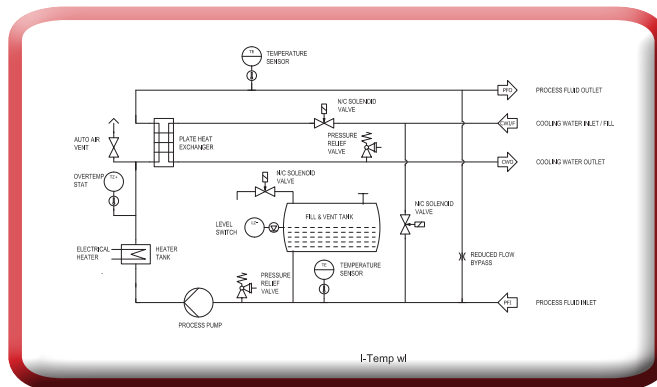 TE
TEMPERATURE
SENSOR
PFO
PROCESS FLUID OUTLET
N/C SOLENOID
VALVE
CWI/F
COOLING WATER INLET / FILL
AUTO AIR
VENT
PLATE HEAT
EXCHANGER
PRESSURE
RELIEF
VALVE
CWO
COOLING WATER OUTLET
OVERTEMP
STAT
TZ+
N/C SOLENOID
VALVE
N\C SOLENOID
VALVE
LEVEL
SWITCH
LZ-
FILL & VENT TANK
ELECTRICAL
HEATER
HEATER
TANK
REDUCED FLOW
BYPASS
PRESSURE
RELIEF
VALVE
TE
TEMPERATURE
SENSOR
PFI
PROCESS FLUID INLET
PROCESS PUMP
I-Temp wl